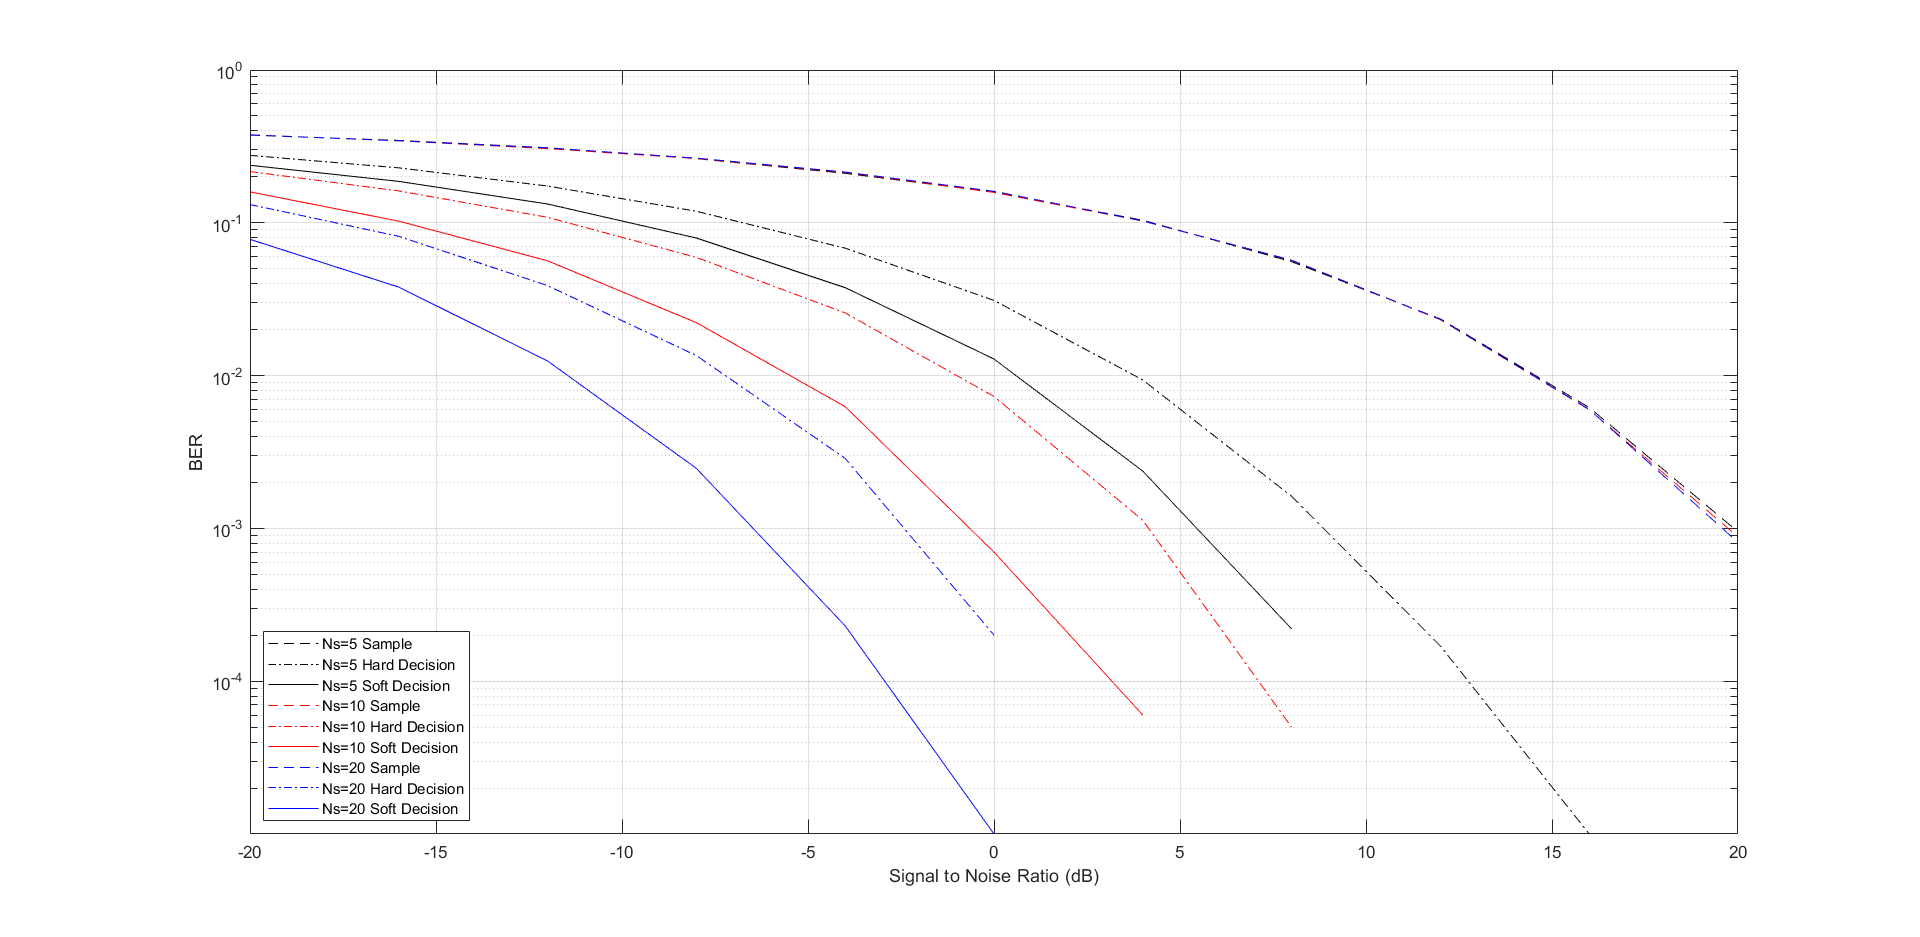 10^0
10^-1
10^-2
10^-3
10^-4
BER
Ns=5 Sample
Ns=5 Hard Decision
Ns=5 Soft Decision
Ns=10 Sample
Ns=10 Hard Decision
Ns=10 Soft Decision
Ns=20 Sample
Ns=20 Hard Decision
Ns=20 Soft Decision
-20 -15 -10 -5 0 5 10 15 20
Signal to Noise Ratio (dB)